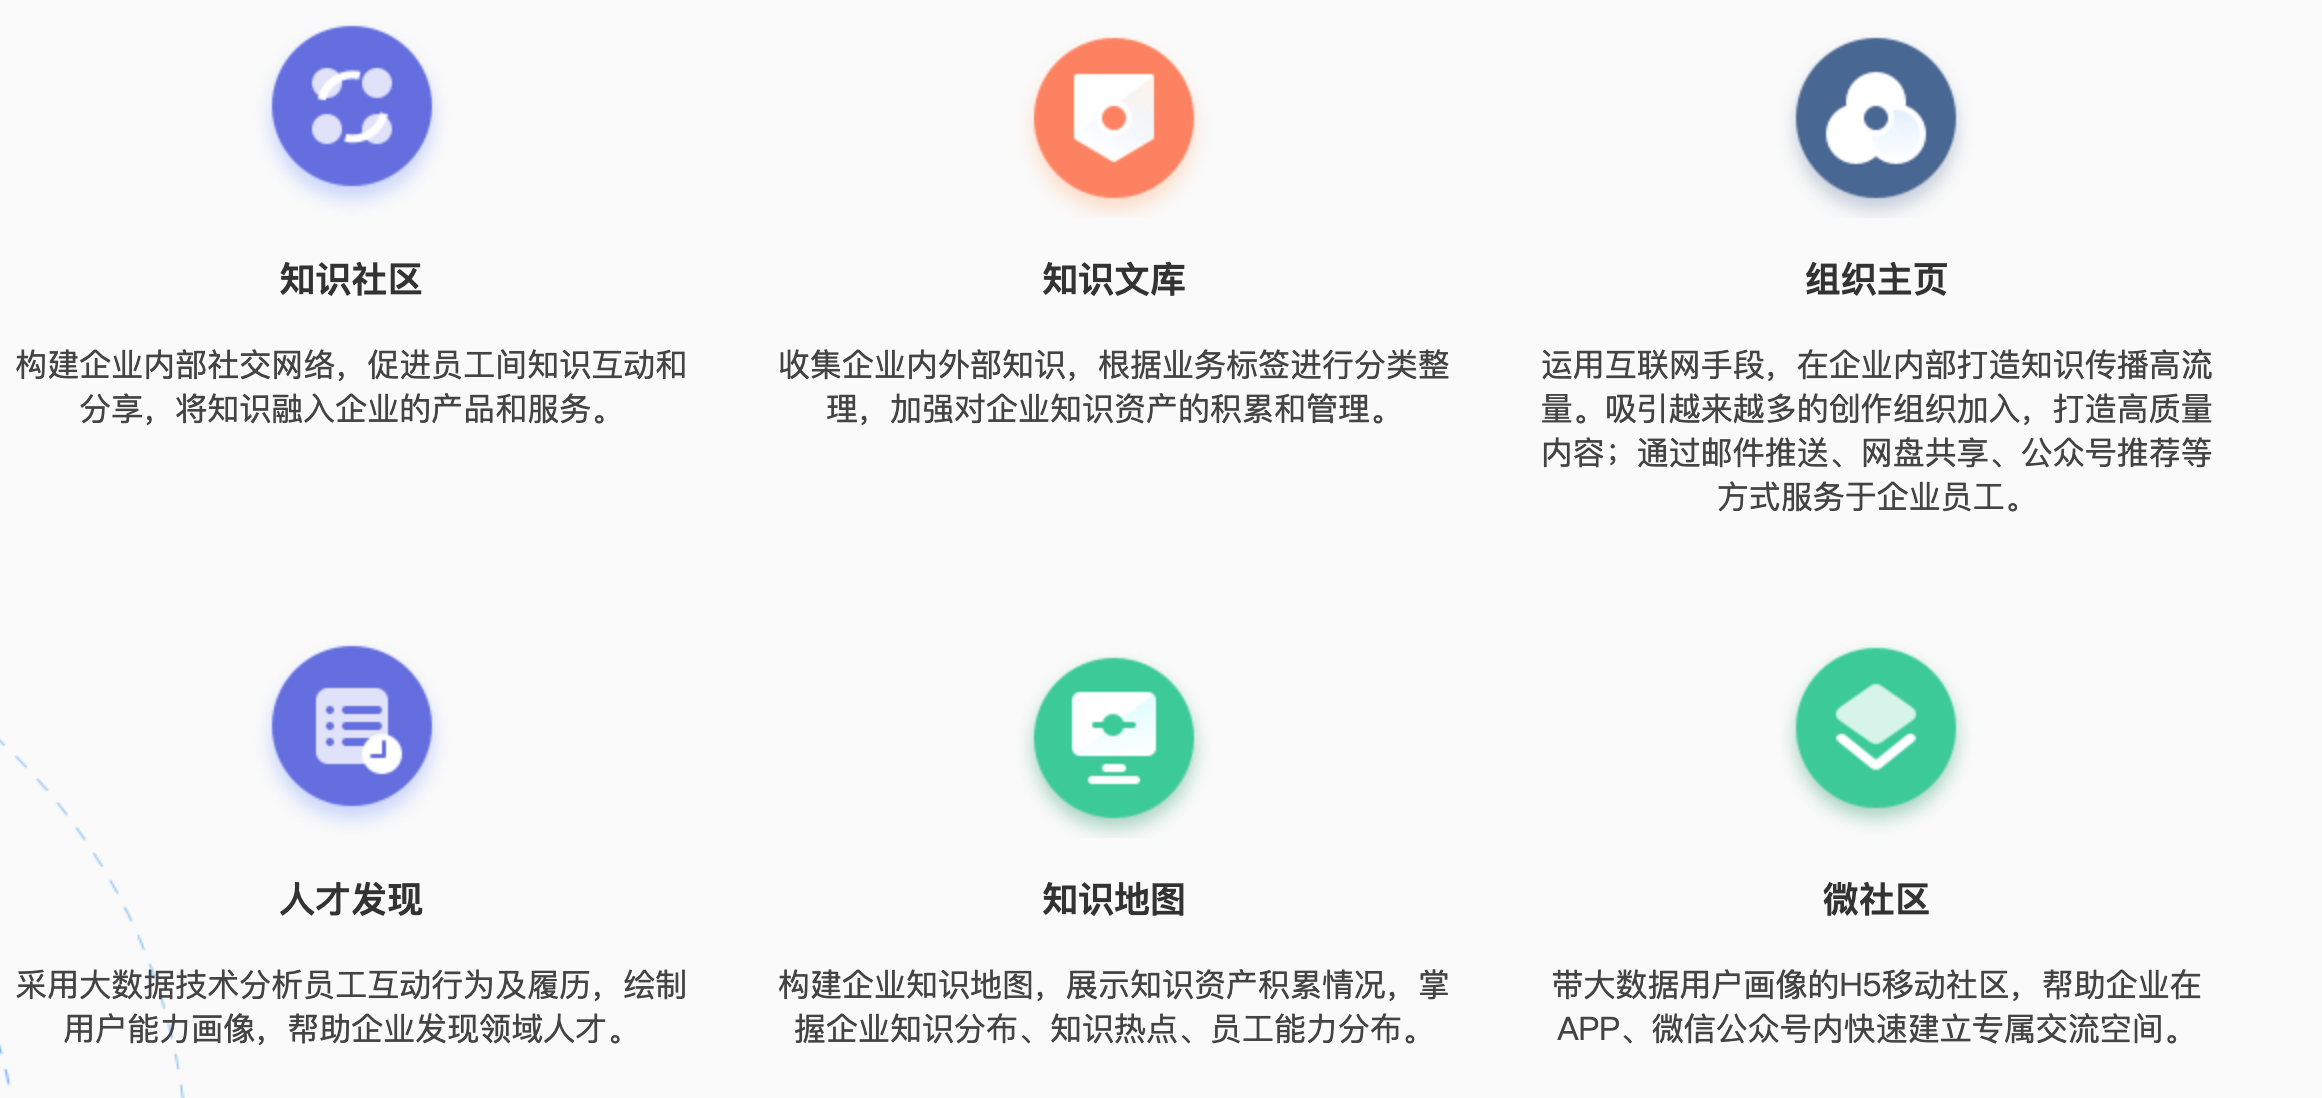 知识社区
构建企业内部社交网络，促进员工间知识互动和
分享，将知识融入企业的产品和服务。
知识文库
收集企业内外部知识，根据业务标签进行分类整
理，加强对企业知识资产的积累和管理。
组织主页
运用互联网手段，在企业内部打造知识传播高流
量。吸引越来越多的创作组织加入，打造高质量
内容；通过邮件推送、网盘共享、公众号推荐等
方式服务于企业员工。
人才发现
采用大数据技术分析员工互动行为及履历，绘制
用户能力画像，帮助企业发现领域人才。
知识地图
构建企业知识地图，展示知识资产积累情况，掌
握企业知识分布、知识热点、员工能力分布。
微社区
带大数据用户画像的H5移动社区，帮助企业在
APP、微信公众号内快速建立专属交流空间。